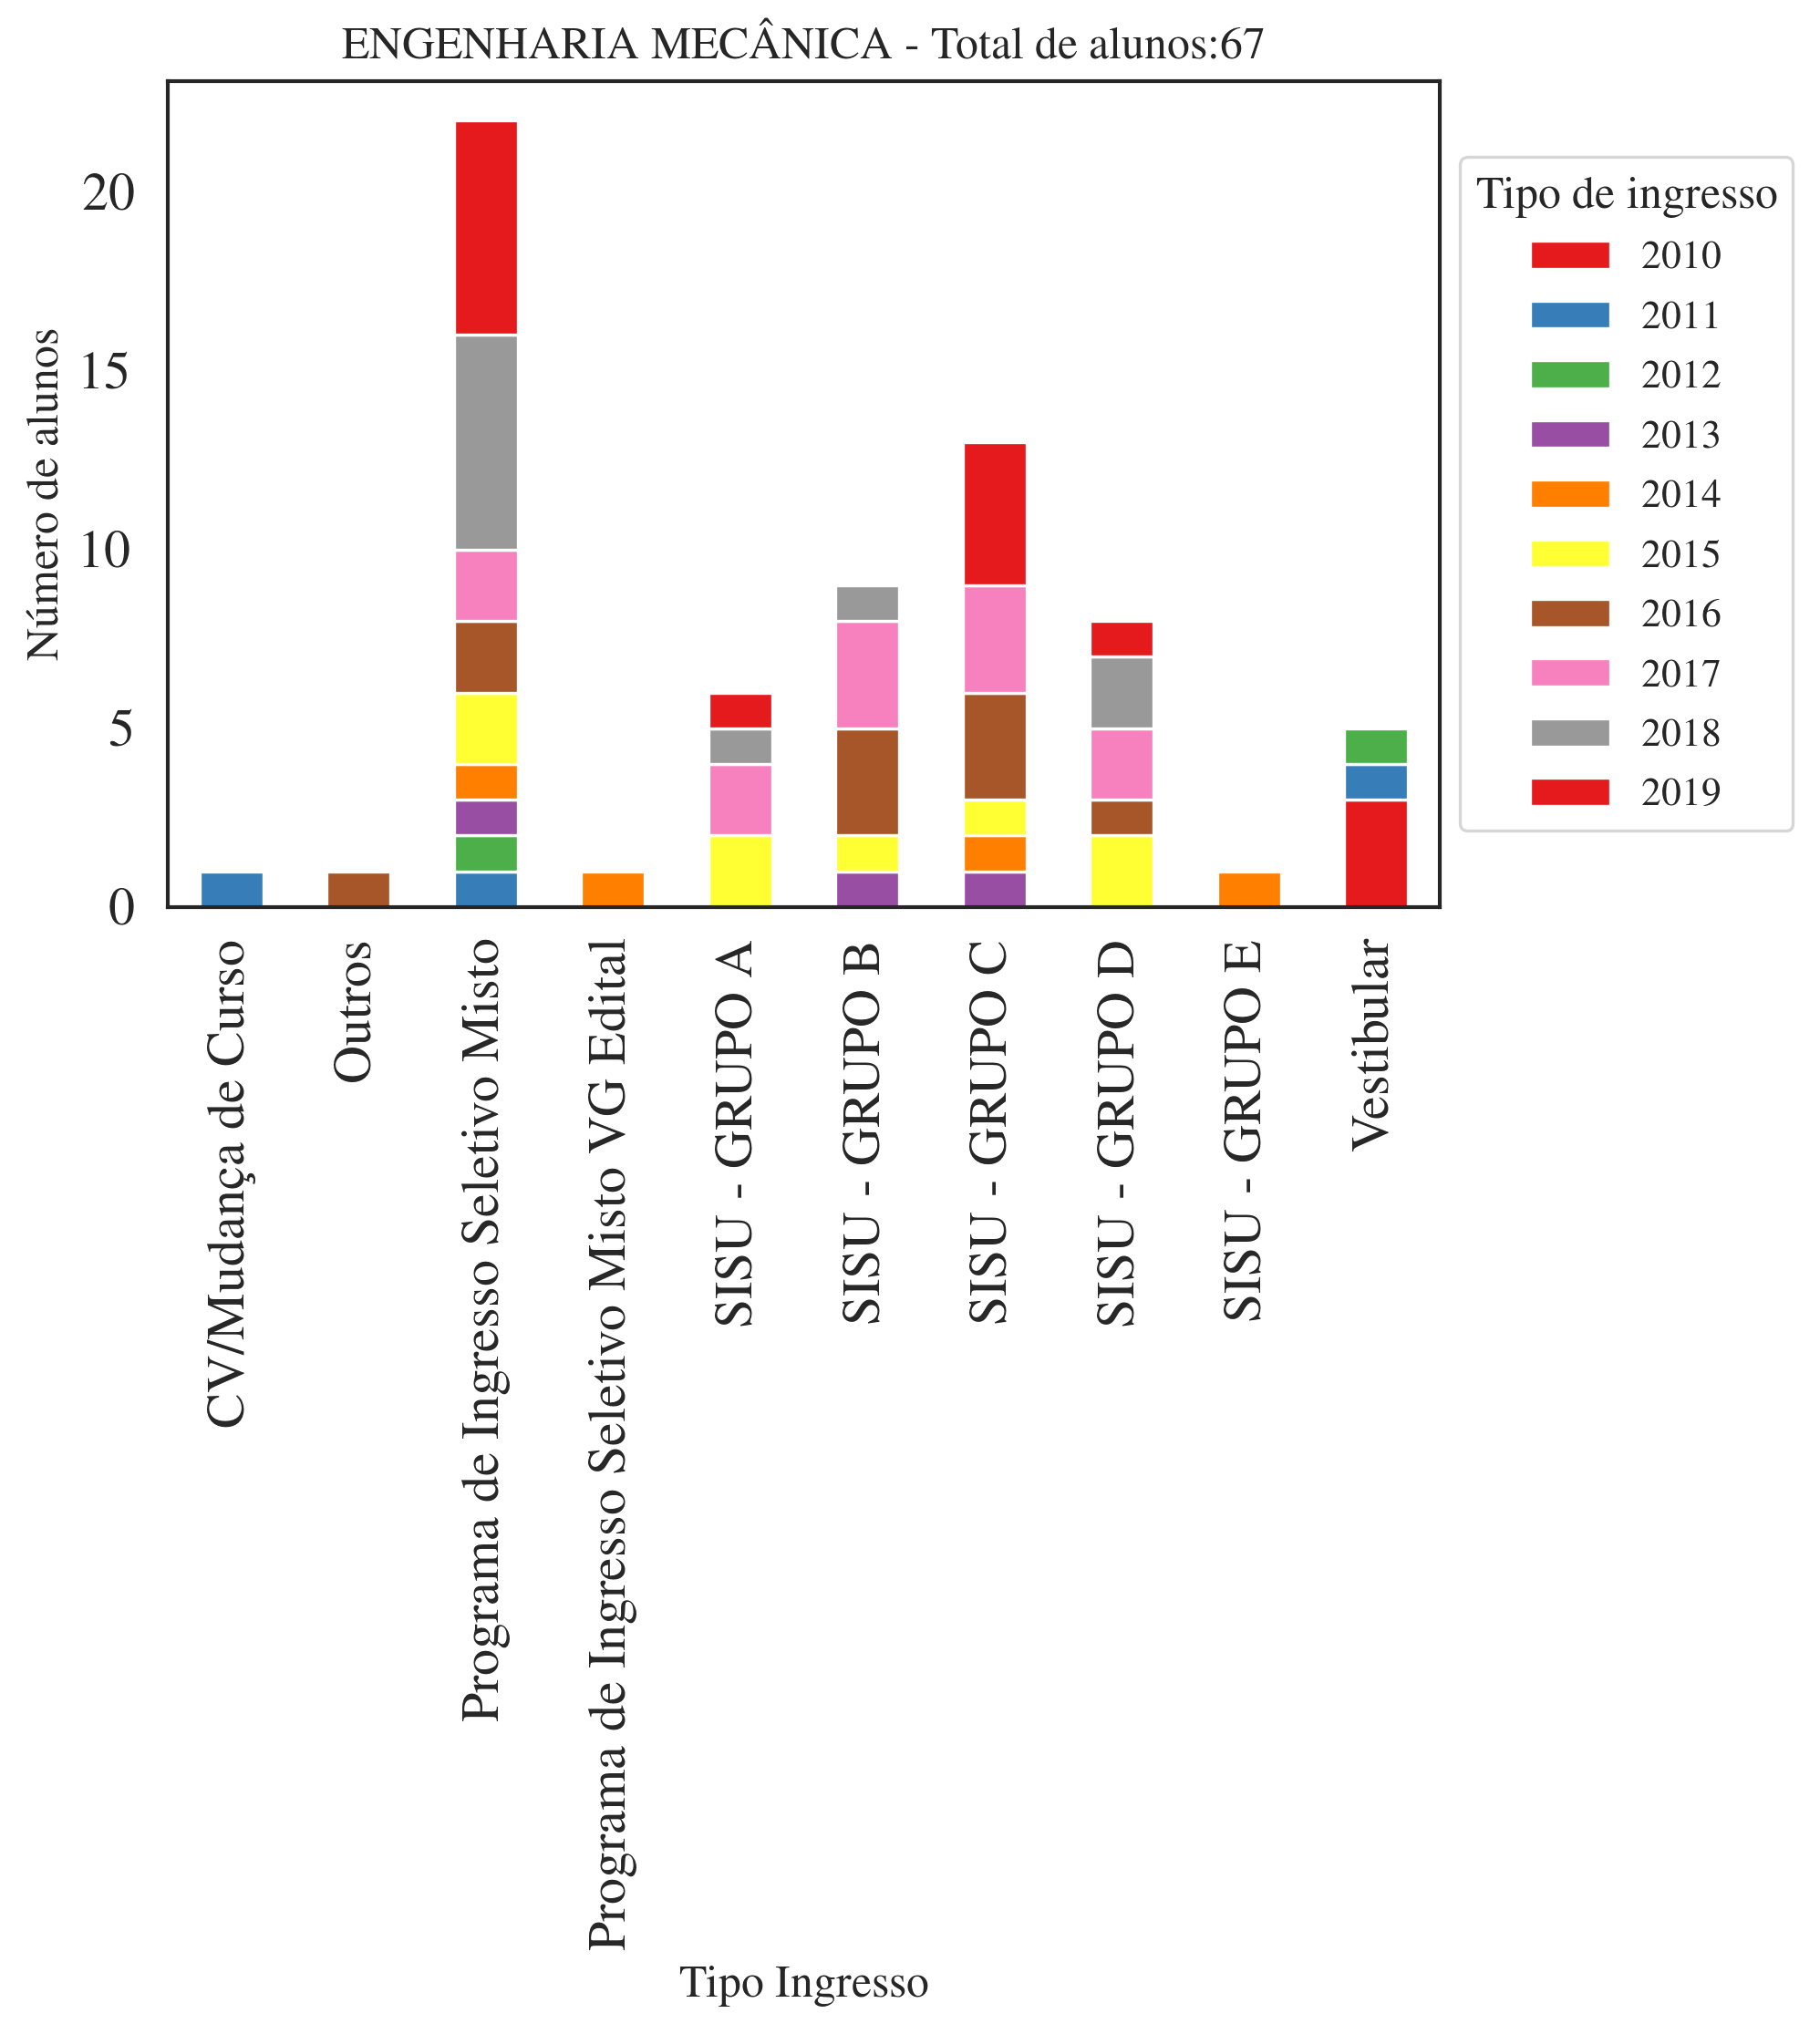 ENGENHARIA MECÂNICA - Total de alunos:67
Número de alunos
20
15
10
5
0
Tipo de ingresso
2010
2011
2012
2013
2014
2015
2016
2017
2018
2019
CV/Mudança de Curso
Outros
Programa de Ingresso Seletivo Misto
Programa de Ingresso Seletivo Misto VG Edital
SISU - GRUPO A
SISU - GRUPO B
SISU - GRUPO C
SISU - GRUPO D
SISU - GRUPO E
Vestibular
Tipo Ingresso